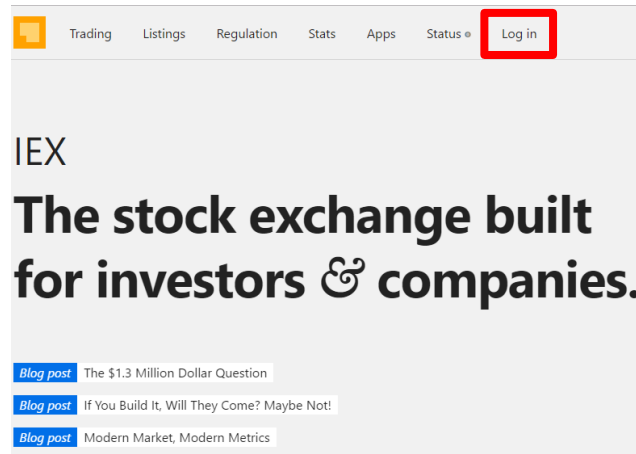 Trading Listings Regulation Stats Apps Status Log in
IEX
The stock exchange built
for investors & companies.
Blog post The $1.3 Million Dollar Question
Blog post If You Build It, Will They Come? Maybe Not!
Blog post Modern Market, Modern Metrics